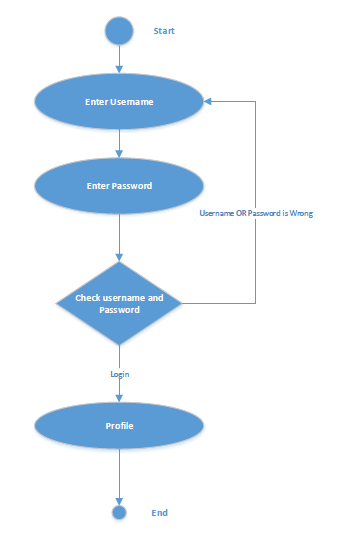 Start
Enter Username
Enter Password
Username OR Password is Wrong
Check username and
Password
Login
Profile
End